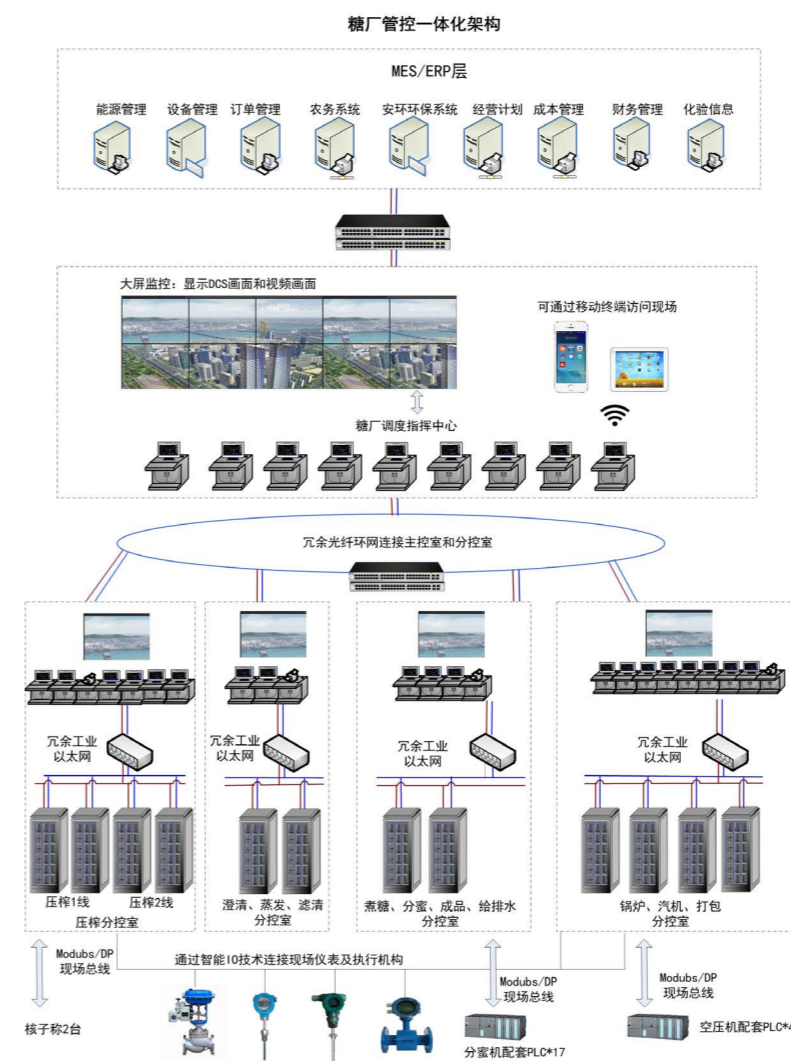 糖厂管控一体化架构
MES/ERP层
能源管理 设备管理 订单管理 农务系统 安环环保系统 经营计划 成本管理 财务管理 化验信息
大屏监控：显示DCS画面和视频画面
可通过移动终端访问现场
糖厂调度指挥中心
冗余光纤环网连接主控室和分控室
冗余工业
以太网
冗余工业
以太网
冗余工业
以太网
冗余工业
以太网
压榨1线 压榨2线
压榨分控室
澄清、蒸发、滤清
分控室
煮糖、分蜜、成品、给排水
分控室
锅炉、汽机、打包
分控室
Modubs/DP
现场总线
通过智能IO技术连接现场仪表及执行机构
Modubs/DP
现场总线
Modubs/DP
现场总线
核子称2台
分蜜机配套PLC*17
空压机配套PLC*4